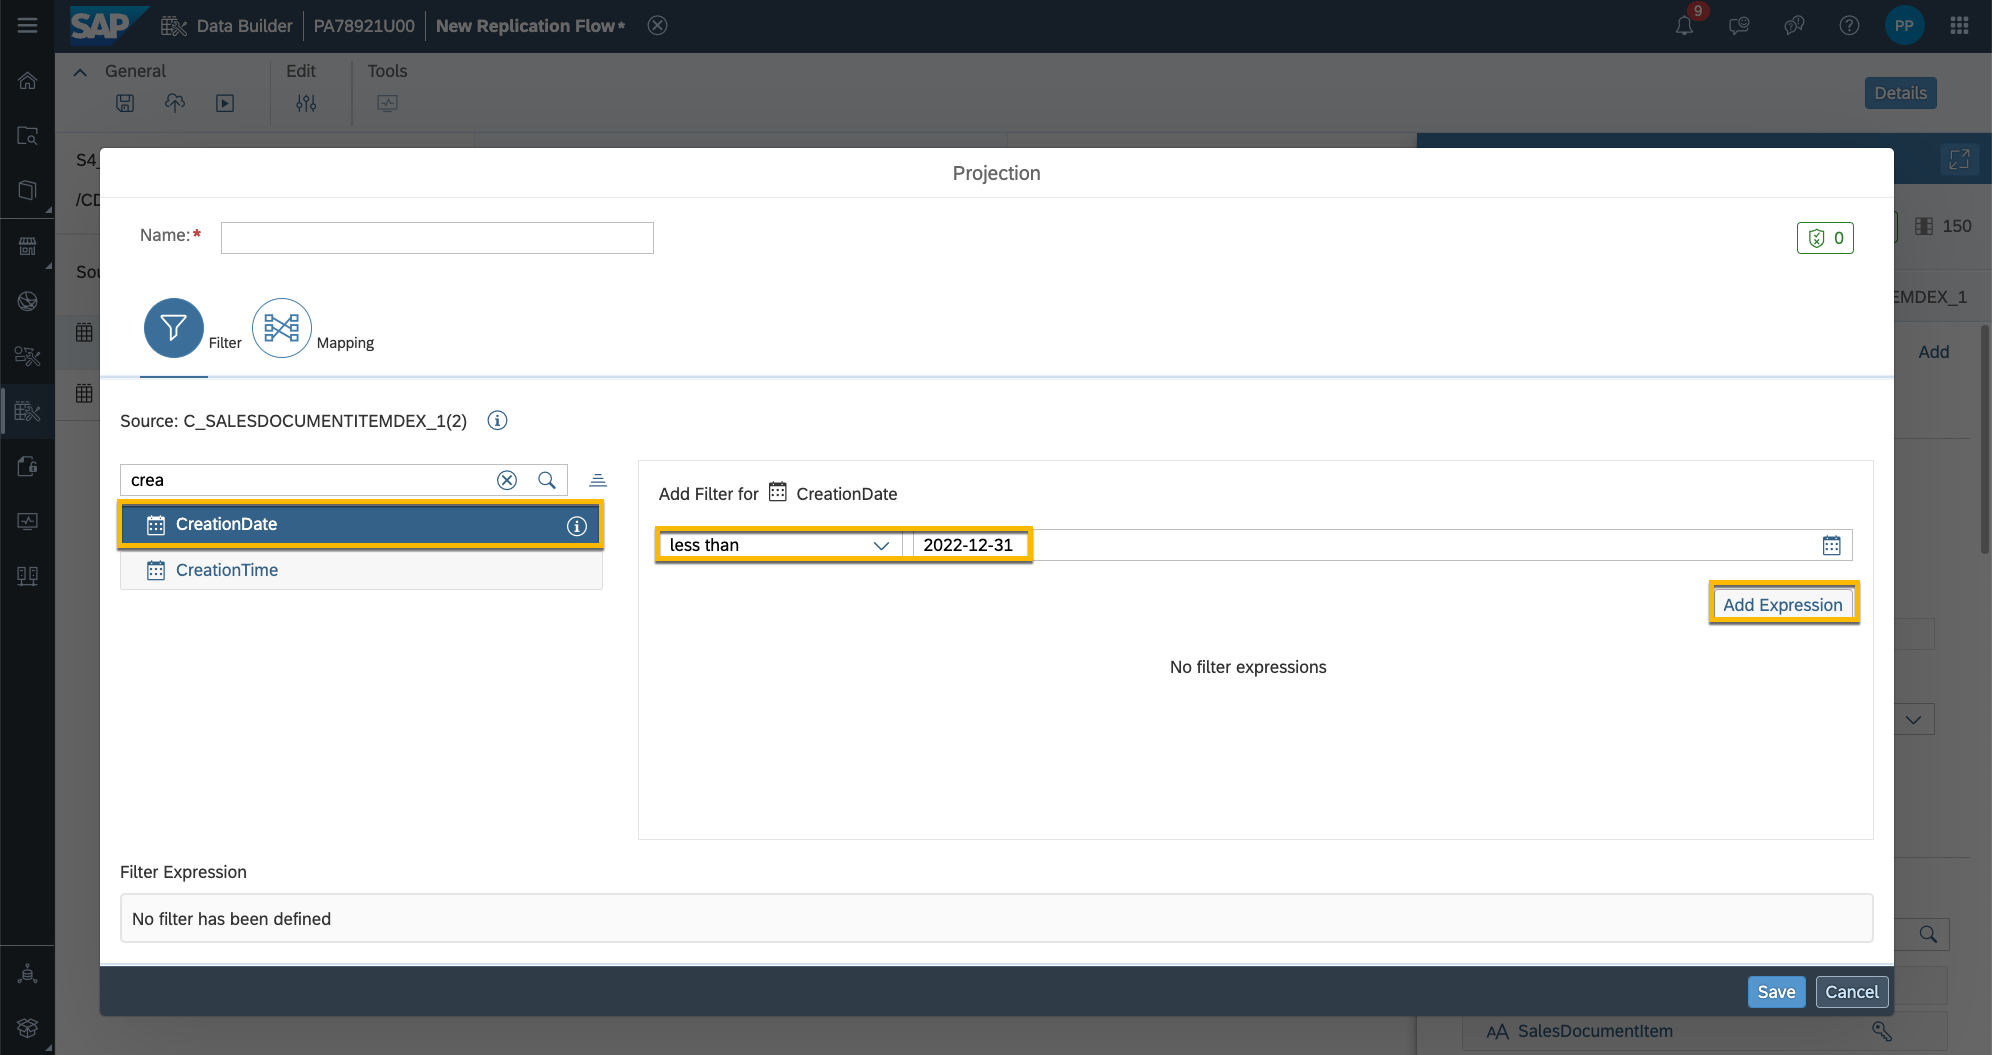 SAP Data Builder PA78921U00 New Replication Flow* 9 PP
General Edit Tools
Details
S4_
Projection
/CD
Name:* 0 150
Sou EMDEX_1
Filter Mapping Add
Source: C_SALESDOCUMENTITEMDEX_1(2)
crea
CreationDate
CreationTime
Add Filter for CreationDate
less than 2022-12-31
Add Expression
No filter expressions
Filter Expression
No filter has been defined
Save Cancel
AA SalesDocumentItem